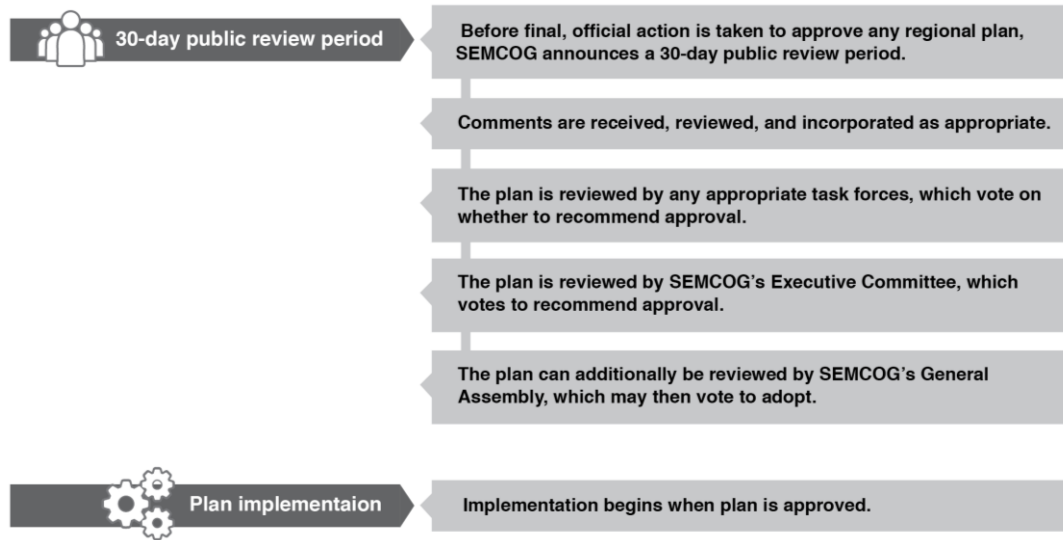 30-day public review period
Before final, official action is taken to approve any regional plan,
SEMCOG announces a 30-day public review period.
Comments are received, reviewed, and incorporated as appropriate.
The plan is reviewed by any appropriate task forces, which vote on
whether to recommend approval.
The plan is reviewed by SEMCOG’s Executive Committee, which
votes to recommend approval.
The plan can additionally be reviewed by SEMCOG’s General
Assembly, which may then vote to adopt.
Plan implementaion
Implementation begins when plan is approved.